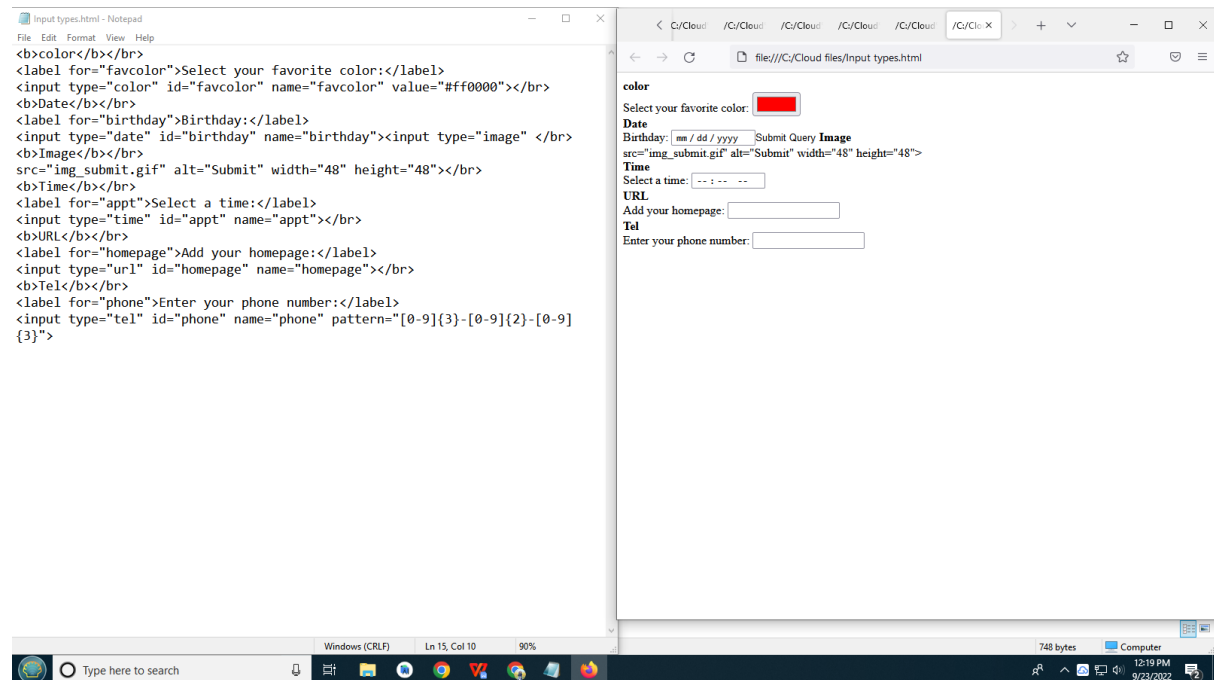 Input types.html - Notepad
File Edit Format View Help
<b>color</b></br>
<label for="favcolor">Select your favorite color:</label>
<input type="color" id="favcolor" name="favcolor" value="#ff0000"></br>
<b>Date</b></br>
<label for="birthday">Birthday:</label>
<input type="date" id="birthday" name="birthday"><input type="image" </br>
<b>Image</b></br>
src="img_submit.gif" alt="Submit" width="48" height="48"></br>
<b>Time</b></br>
<label for="appt">Select a time:</label>
<input type="time" id="appt" name="appt"></br>
<b>URL</b></br>
<label for="homepage">Add your homepage:</label>
<input type="url" id="homepage" name="homepage"></br>
<b>Tel</b></br>
<label for="phone">Enter your phone number:</label>
<input type="tel" id="phone" name="phone" pattern="[0-9]{3}-[0-9]{2}-[0-9]
{3}">
Windows (CRLF) Ln 15, Col 10 90%
C:/Cloud /C:/Cloud /C:/Cloud /C:/Cloud /C:/Cloud /C:/Clo
file:///C:/Cloud files/Input types.html
color
Select your favorite color:
Date
Birthday: mm / dd / yyyy Submit Query Image
src="img_submit.gif" alt="Submit" width="48" height="48">
Time
Select a time: -- : -- --
URL
Add your homepage:
Tel
Enter your phone number:
748 bytes Computer
Type here to search
12:19 PM
9/23/2022
2